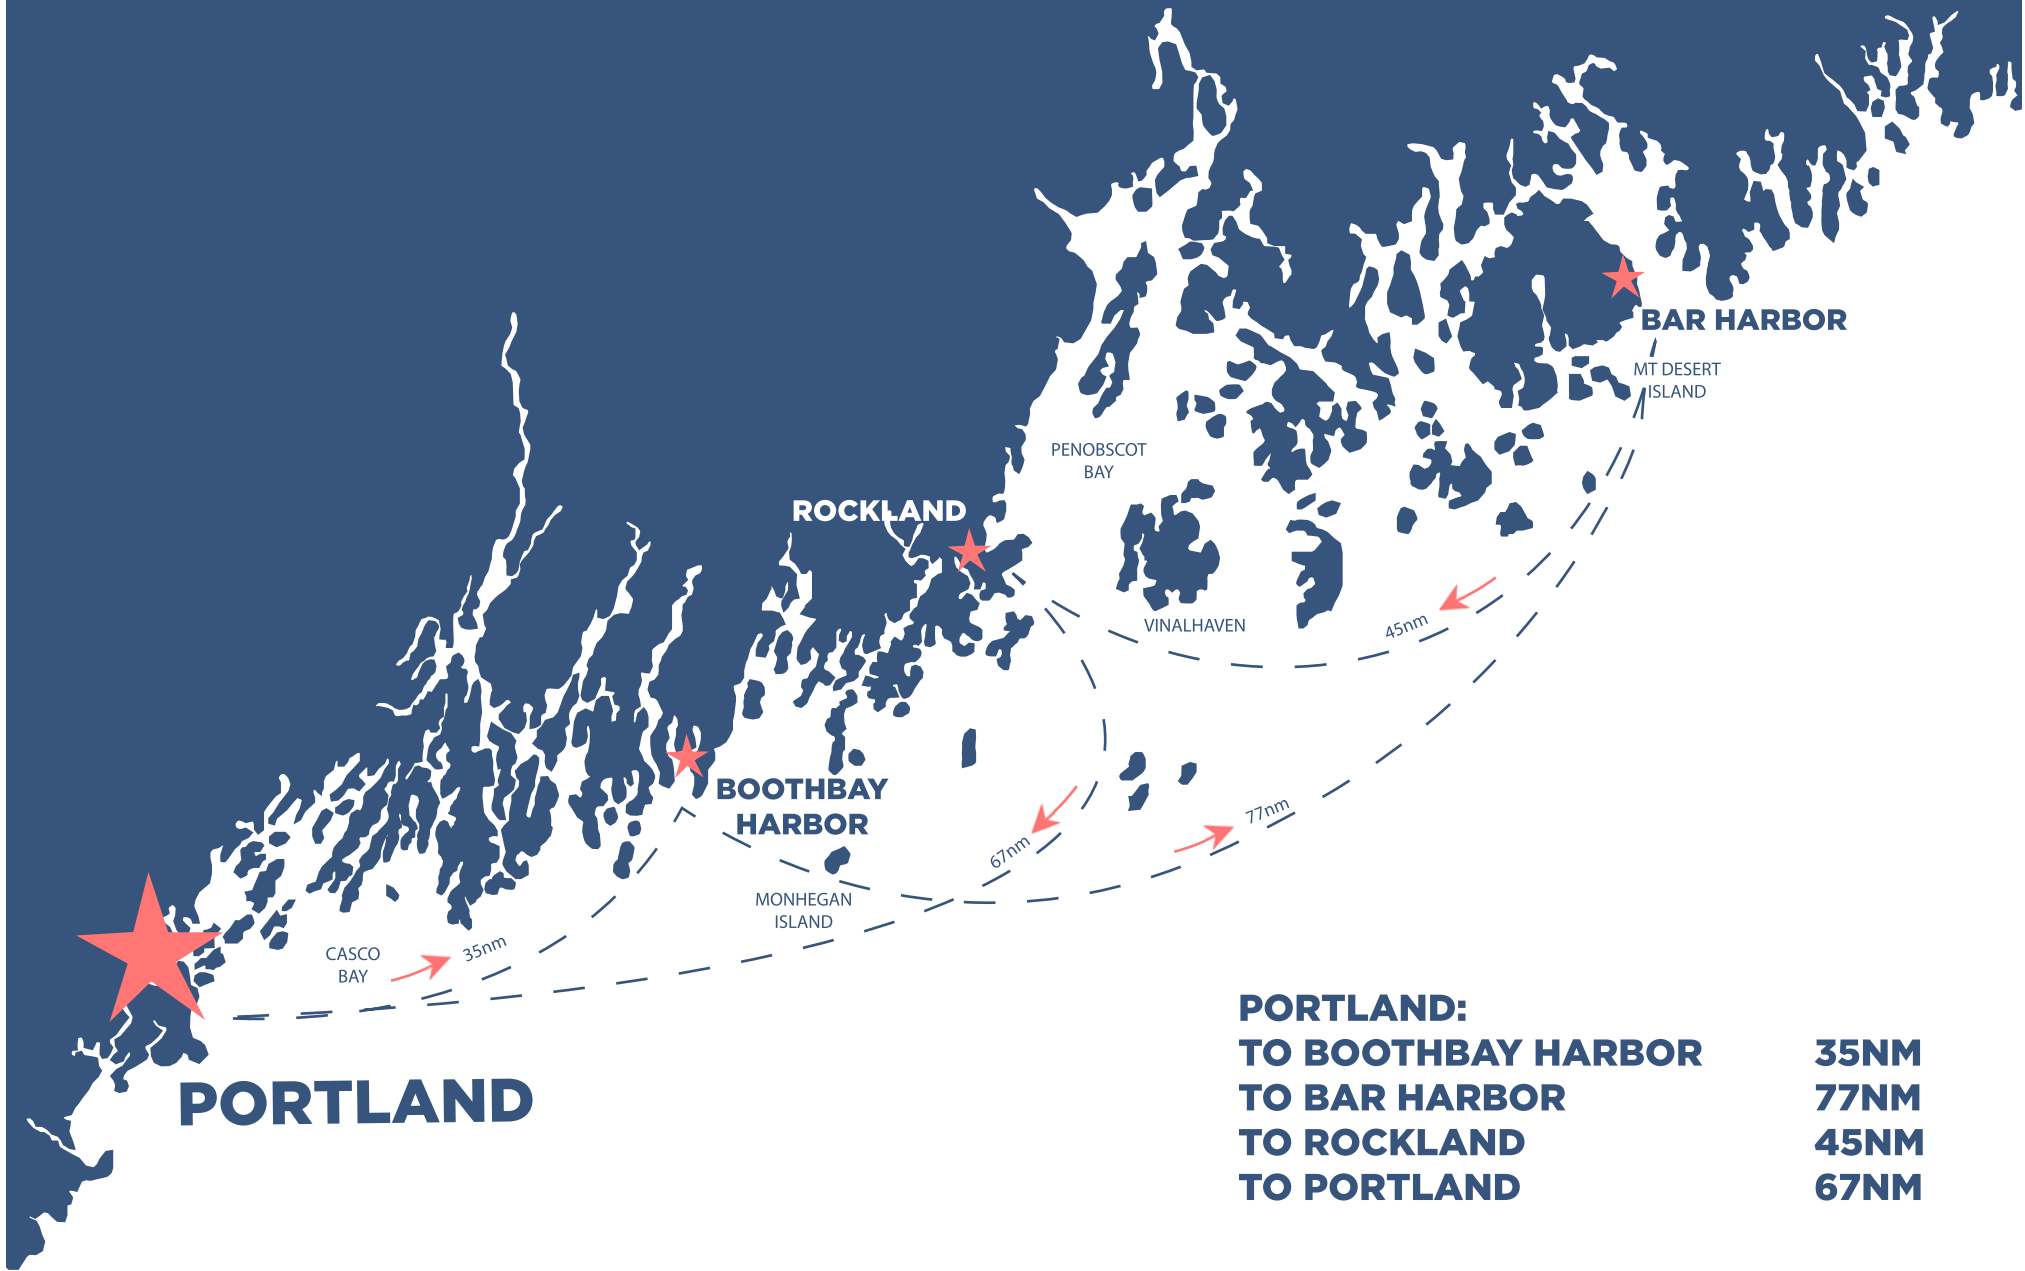 BAR HARBOR
MT DESERT
ISLAND
PENOBSCOT
BAY
ROCKLAND
VINALHAVEN
45nm
BOOTHBAY
HARBOR
77nm
67nm
MONHEGAN
ISLAND
CASCO
BAY
35nm
PORTLAND
PORTLAND:
TO BOOTHBAY HARBOR 35NM
TO BAR HARBOR 77NM
TO ROCKLAND 45NM
TO PORTLAND 67NM